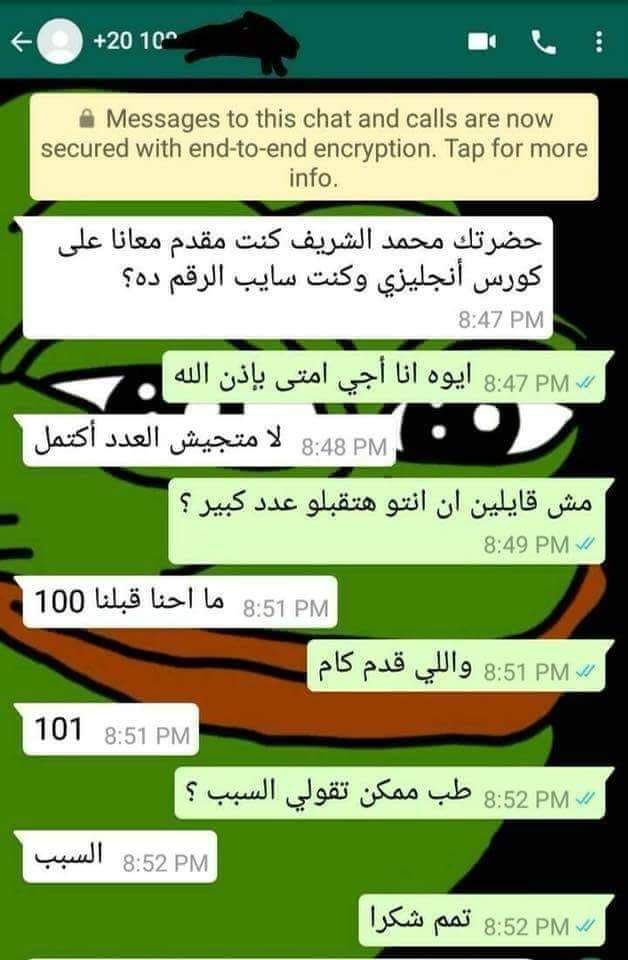 +20 10
Messages to this chat and calls are now
secured with end-to-end encryption. Tap for more
info.
حضرتك محمد الشريف كنت مقدم معانا على
كورس أنجليزي وكنت سايب الرقم ده؟
8:47 PM
ايوه انا أجي امتى بإذن الله 8:47 PM
لا متجيش العدد أكتمل 8:48 PM
مش قايلين ان انتو هتقبلو عدد كبير ؟
8:49 PM
ما احنا قبلنا 100 8:51 PM
واللي قدم كام 8:51 PM
101 8:51 PM
طب ممكن تقولي السبب ؟ 8:52 PM
السبب 8:52 PM
تمم شكرا 8:52 PM